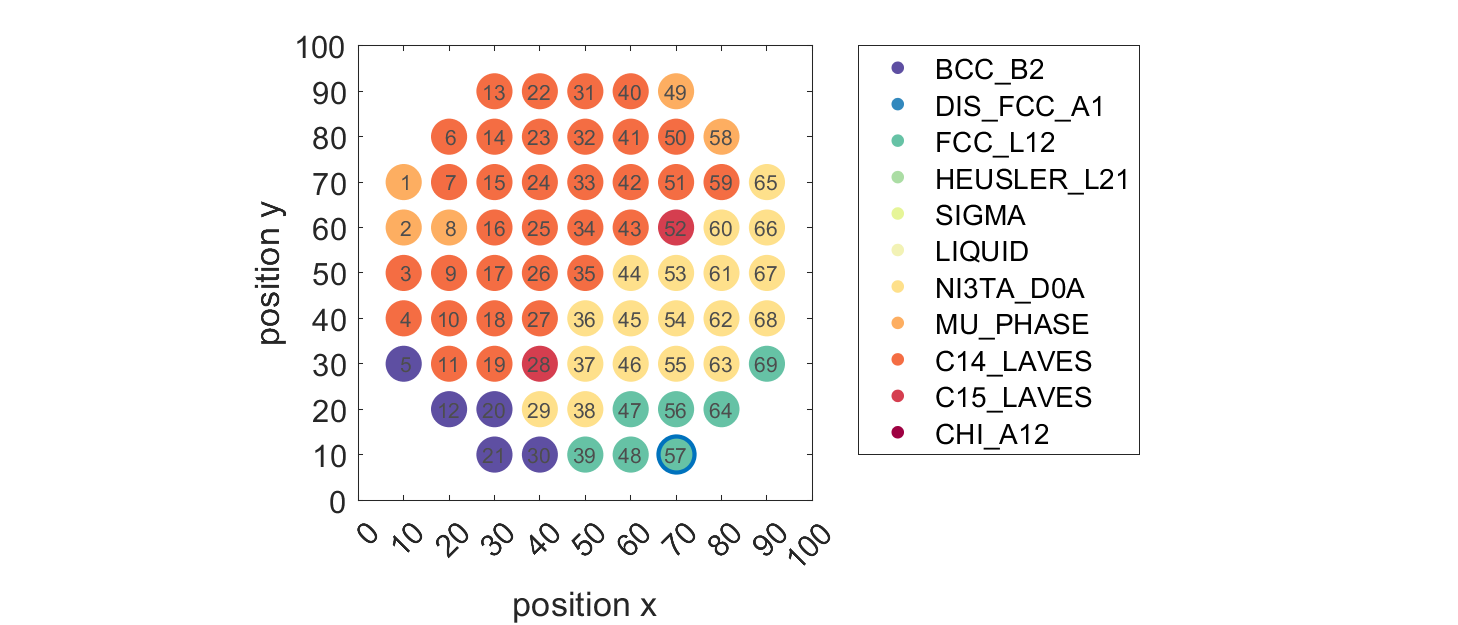 100
90
80
70
60
50
40
30
20
10
0
position y
13 22 31 40 49
6 14 23 32 41 50 58
1 7 15 24 33 42 51 59 65
2 8 16 25 34 43 52 60 66
3 9 17 26 35 44 53 61 67
4 10 18 27 36 45 54 62 68
5 11 19 28 37 46 55 63 69
12 20 29 38 47 56 64
21 30 39 48 57
0 10 20 30 40 50 60 70 80 90 100
position x
BCC_B2
DIS_FCC_A1
FCC_L12
HEUSLER_L21
SIGMA
LIQUID
NI3TA_D0A
MU_PHASE
C14_LAVES
C15_LAVES
CHI_A12